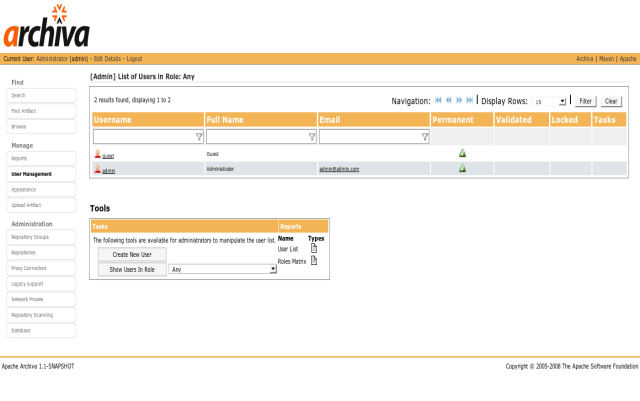 archiva
Current User: Administrator (admin) - Edit Details - Logout
Archiva | Maven | Apache
Find
Search
Find Artifact
Browse
Manage
Reports
User Management
Appearance
Upload Artifact
Administration
Repository Groups
Repositories
Proxy Connectors
Legacy support
Network Proxies
Repository Scanning
Database
[Admin] List of Users in Role: Any
2 results found, displaying 1 to 2
Navigation:
Display Rows: 15
Filter
Clear
Username Full Name Email Permanent Validated Locked Tasks
guest Guest
admin Administrator admin@admin.com
Tools
Tasks
The following tools are available for administrators to manipulate the user list.
Create New User
Show Users In Role Any
Reports
Name Types
User List
Roles Matrix
Apache Archiva 1.1-SNAPSHOT
Copyright © 2005-2008 The Apache Software Foundation